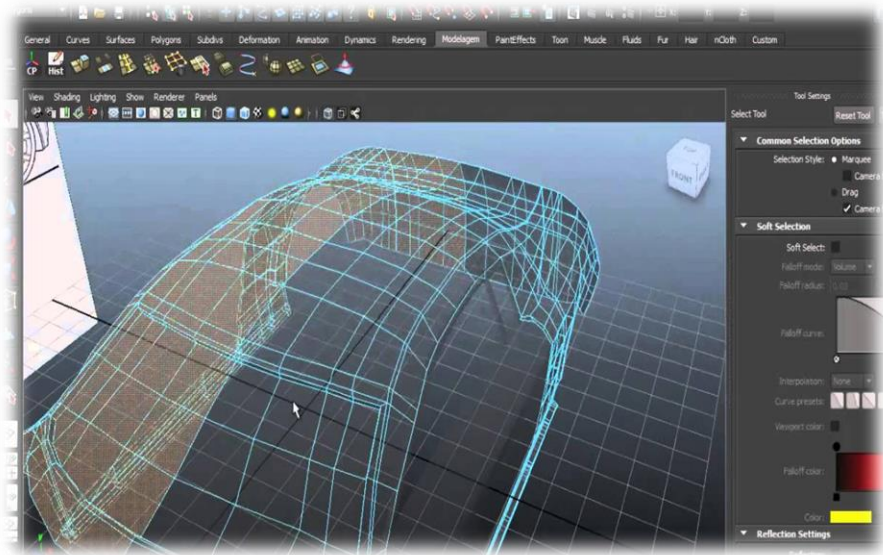 General Curves Surfaces Polygons Subdivs Deformation Animation Dynamics Rendering Modelagem PaintEffects Toon Muscle Fluids Fur Hair nCloth Custom
CP Hist
View Shading Lighting Show Renderer Panels
Tool Settings
Select Tool Reset Tool
Common Selection Options
Selection Style: Marquee
Camera
Drag
Camera
Soft Selection
Soft Select:
Falloff mode: Volume
Falloff radius:
Falloff curve:
Interpolation: None
Curve presets:
Viewport color:
Falloff color:
Color:
Reflection Settings
FRONT